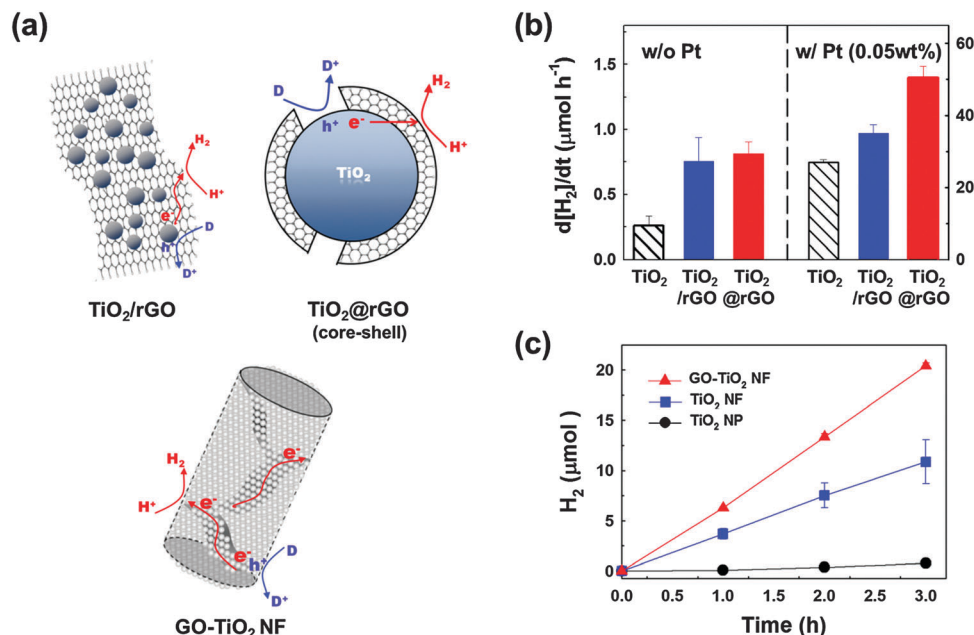 (a)
H₂
H⁺
e⁻
h⁺
D
D⁺
TiO₂/rGO
D⁺
H₂
D
h⁺
e⁻
H⁺
TiO₂
TiO₂@rGO
(core-shell)
H₂
H⁺
e⁻
e⁻
e⁻
h⁺
D
D⁺
GO-TiO₂ NF
(b)
d[H₂]/dt (μmol h⁻¹)
1.5
1.0
0.5
0.0
w/o Pt
w/ Pt (0.05wt%)
60
40
20
0
TiO₂ TiO₂ TiO₂ TiO₂ TiO₂ TiO₂
/rGO @rGO /rGO @rGO
(c)
H₂ (μmol)
20
15
10
5
0
GO-TiO₂ NF
TiO₂ NF
TiO₂ NP
0.0 0.5 1.0 1.5 2.0 2.5 3.0
Time (h)